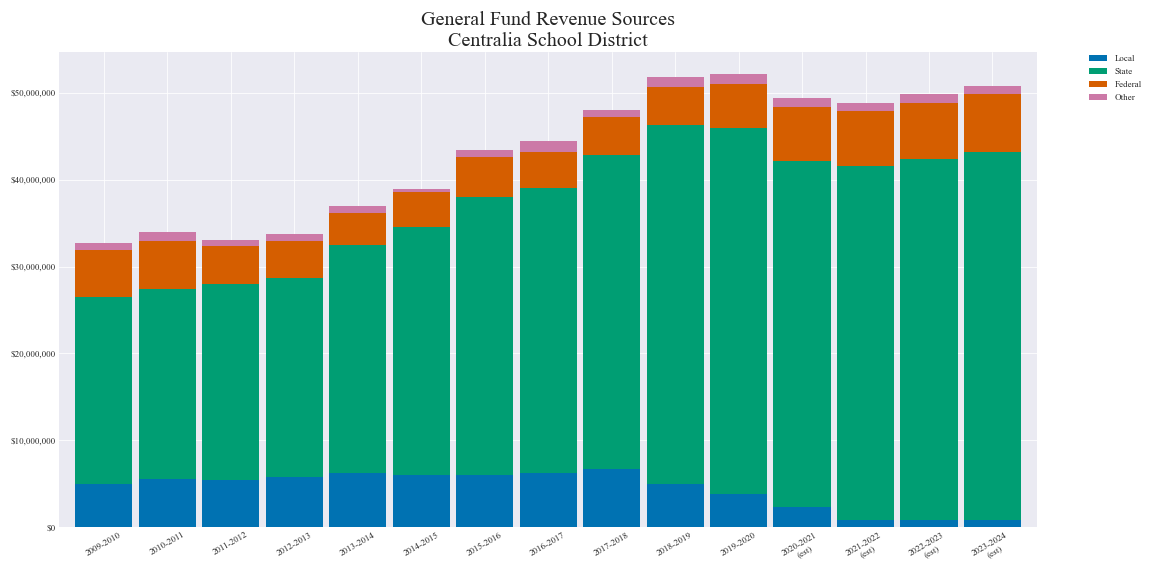 General Fund Revenue Sources
Centralia School District
Local
State
Federal
Other
$50,000,000
$40,000,000
$30,000,000
$20,000,000
$10,000,000
$0
2009-2010
2010-2011
2011-2012
2012-2013
2013-2014
2014-2015
2015-2016
2016-2017
2017-2018
2018-2019
2019-2020
2020-2021
(est)
2021-2022
(est)
2022-2023
(est)
2023-2024
(est)